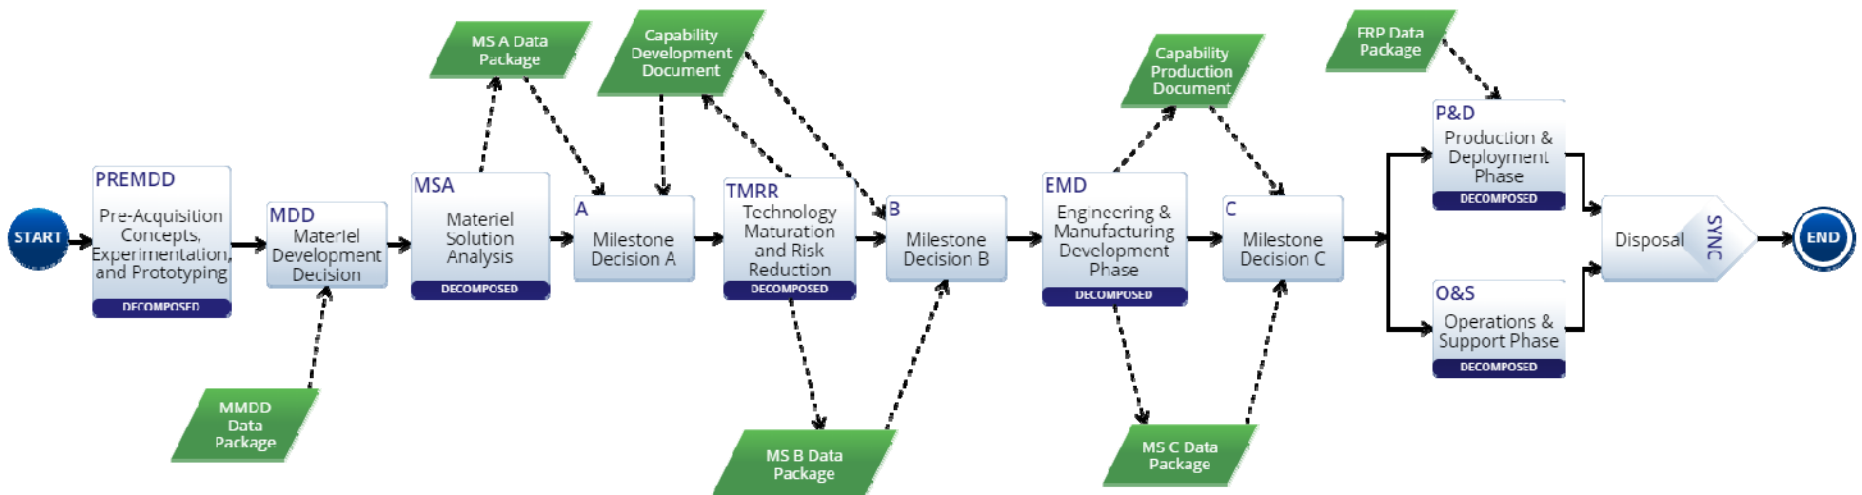 START
PREMDD
Pre-Acquisition
Concepts,
Experimentation,
and Prototyping
DECOMPOSED
MDD
Materiel
Development
Decision
MMDD
Data
Package
MSA
Materiel
Solution
Analysis
DECOMPOSED
MS A Data
Package
A
Milestone
Decision A
Capability
Development
Document
TMRR
Technology
Maturation
and Risk
Reduction
DECOMPOSED
MS B Data
Package
B
Milestone
Decision B
EMD
Engineering &
Manufacturing
Development
Phase
DECOMPOSED
Capability
Production
Document
MS C Data
Package
C
Milestone
Decision C
FRP Data
Package
P&D
Production &
Deployment
Phase
DECOMPOSED
O&S
Operations &
Support Phase
DECOMPOSED
Disposal
SYNC
END